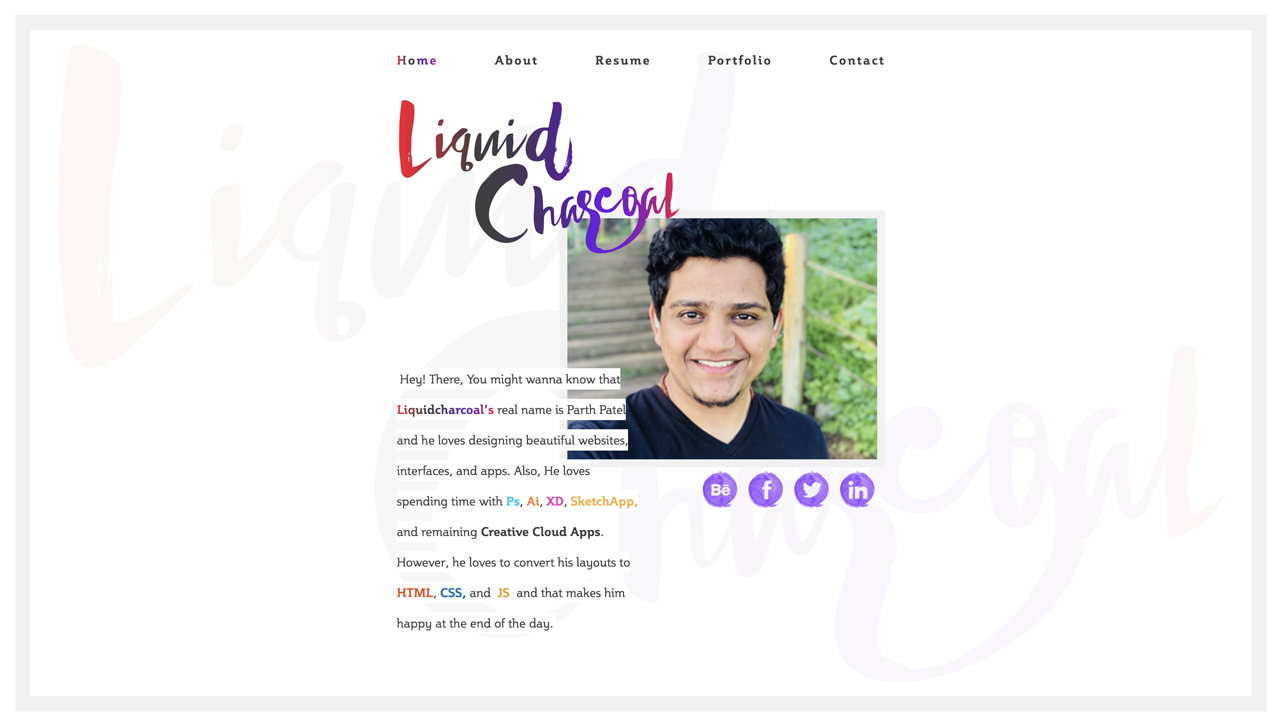 Home About Resume Portfolio Contact
Liquid
Charcoal
Hey! There, You might wanna know that
Liquidcharcoal's real name is Parth Patel
and he loves designing beautiful websites,
interfaces, and apps. Also, He loves
spending time with Ps, Ai, XD, SketchApp,
and remaining Creative Cloud Apps.
However, he loves to convert his layouts to
HTML, CSS, and JS and that makes him
happy at the end of the day.
Bē f in
Liquid
Charcoal